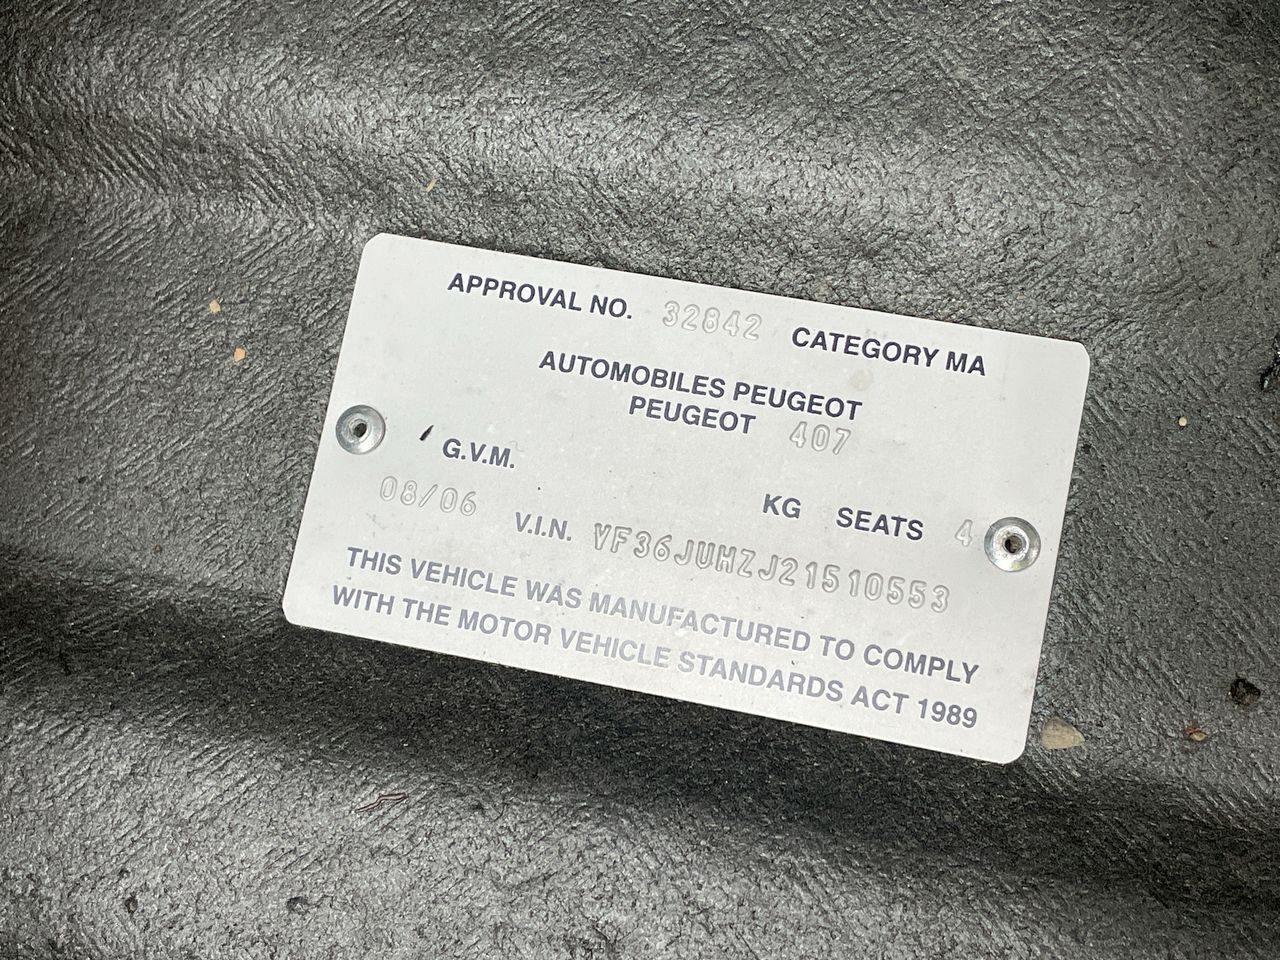 APPROVAL NO. 32842 CATEGORY MA
AUTOMOBILES PEUGEOT
PEUGEOT 407
G.V.M. KG SEATS 4
08/06 V.I.N. VF36JUHZJ21510553
THIS VEHICLE WAS MANUFACTURED TO COMPLY
WITH THE MOTOR VEHICLE STANDARDS ACT 1989